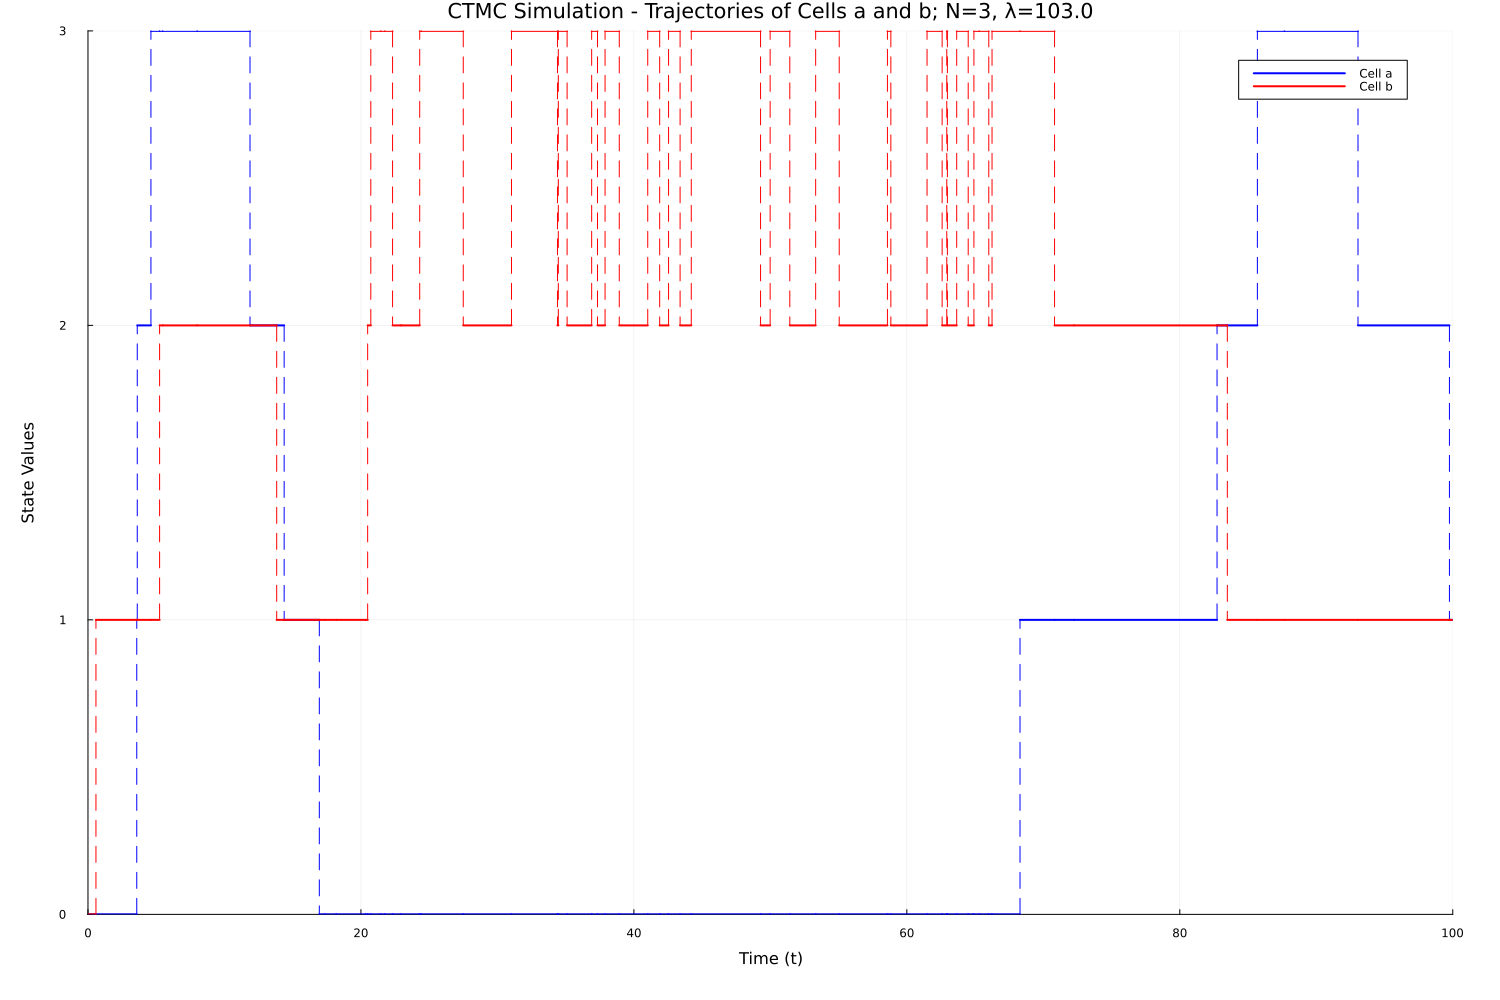 CTMC Simulation - Trajectories of Cells a and b; N=3, λ=103.0
3
Cell a
Cell b
2
State Values
1
0
0 20 40 60 80 100
Time (t)